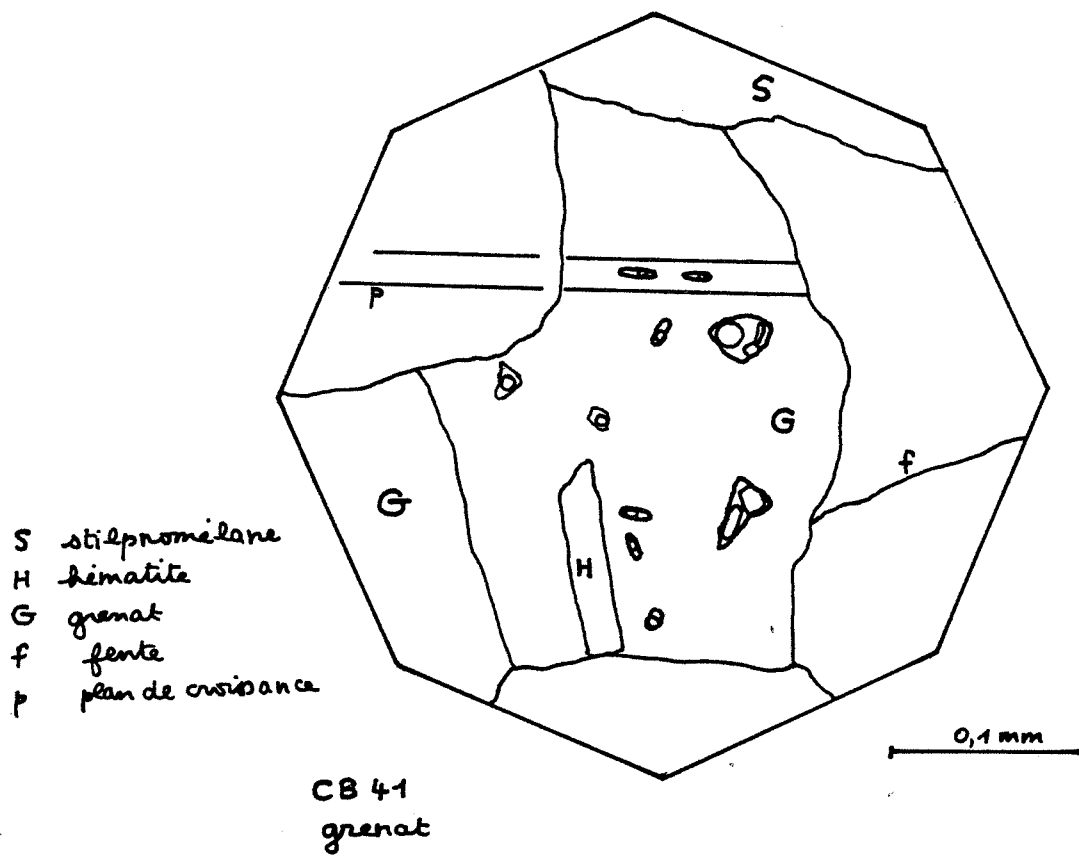 S
p
G
G
f
H
S stilpnomélane
H hématite
G grenat
f fente
p plan de croissance
0,1 mm
CB 41
grenat